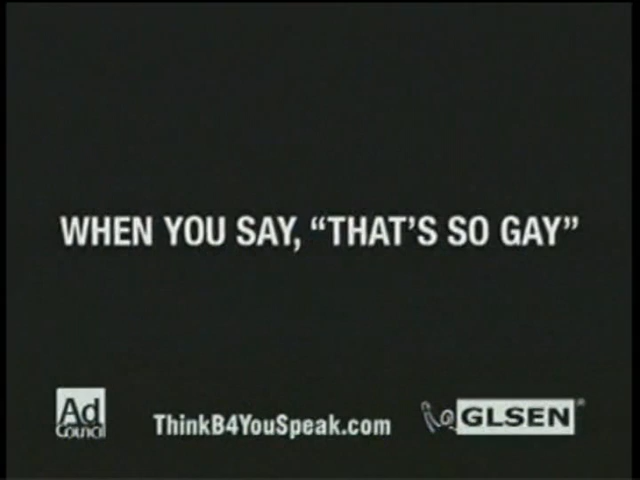 WHEN YOU SAY, “THAT’S SO GAY”
Ad
Council
ThinkB4YouSpeak.com
GLSEN®